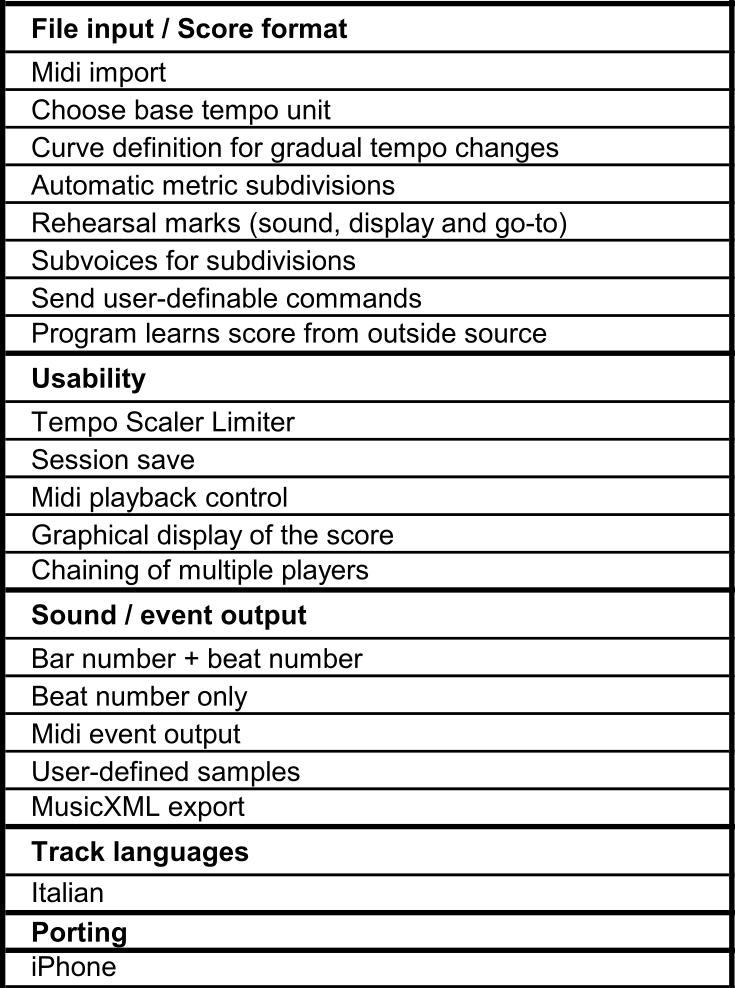 File input / Score format
Midi import
Choose base tempo unit
Curve definition for gradual tempo changes
Automatic metric subdivisions
Rehearsal marks (sound, display and go-to)
Subvoices for subdivisions
Send user-definable commands
Program learns score from outside source
Usability
Tempo Scaler Limiter
Session save
Midi playback control
Graphical display of the score
Chaining of multiple players
Sound / event output
Bar number + beat number
Beat number only
Midi event output
User-defined samples
MusicXML export
Track languages
Italian
Porting
iPhone